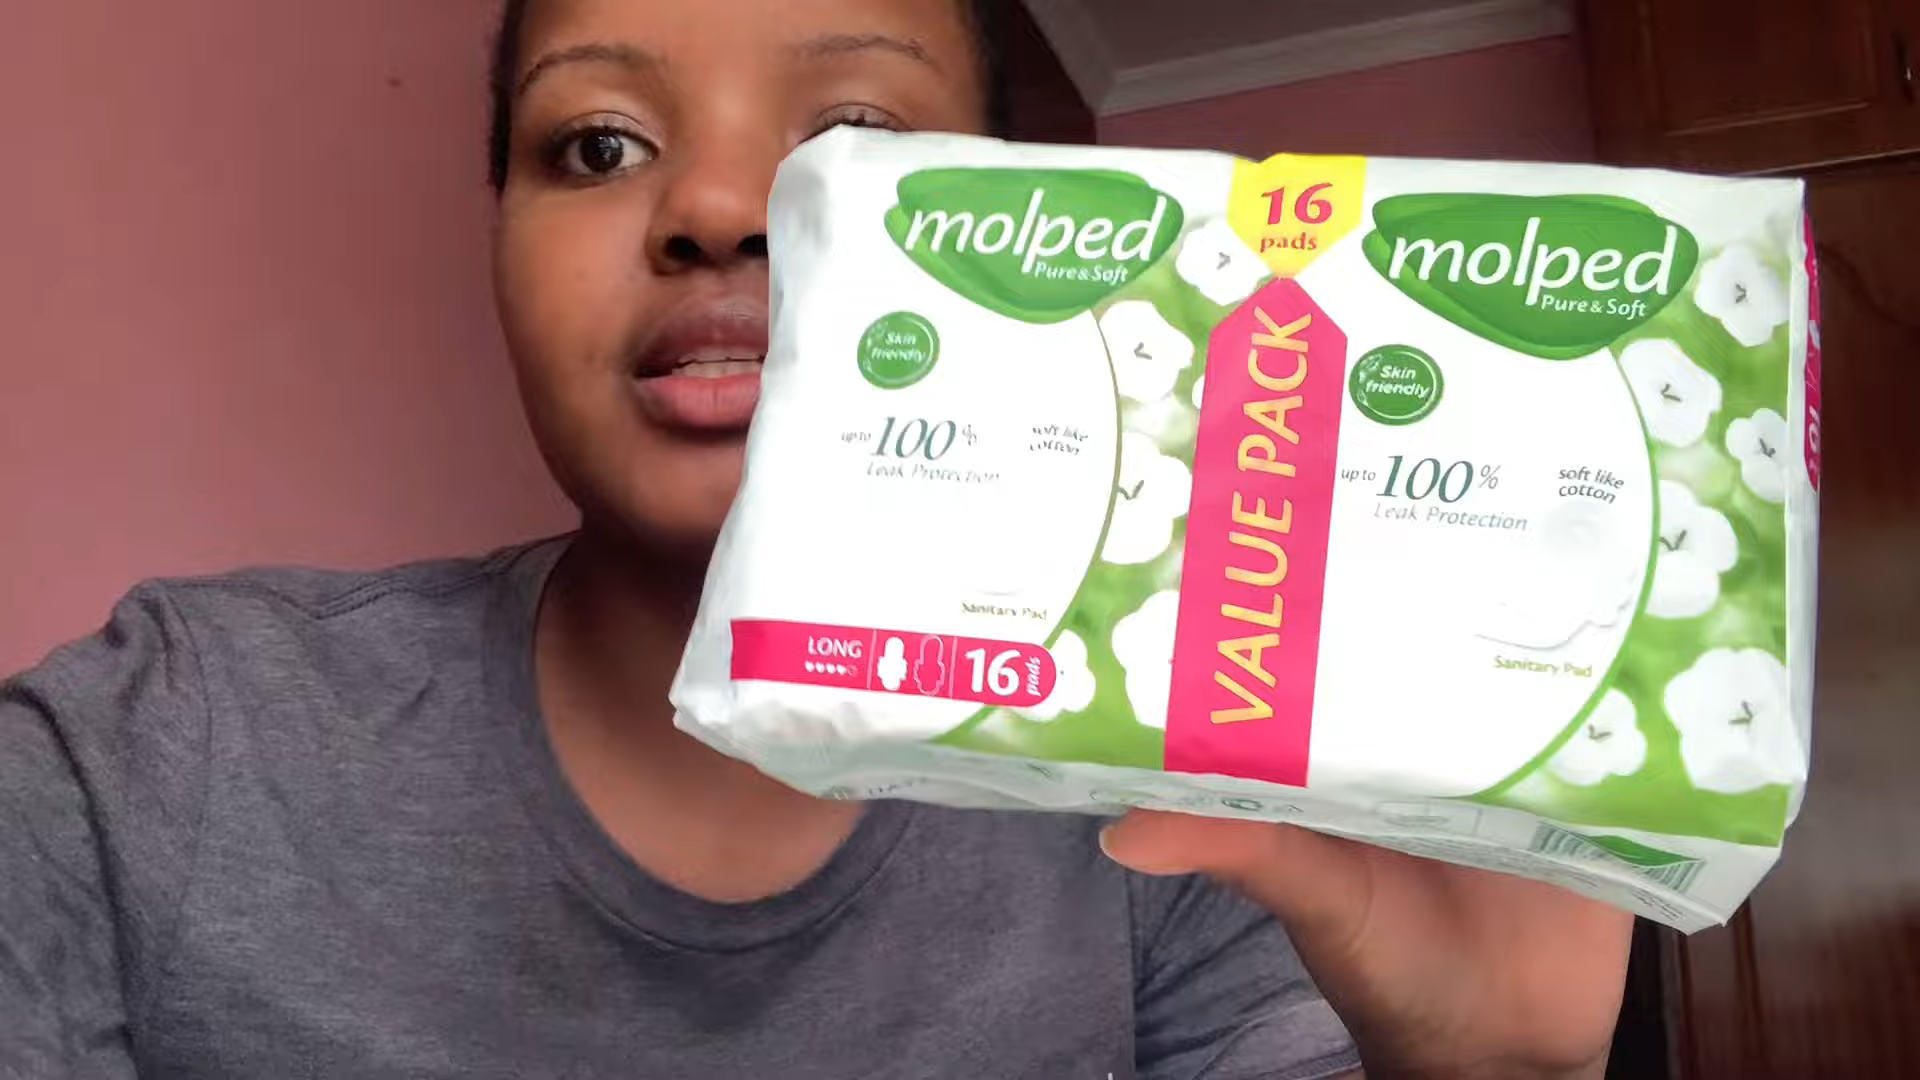 molped
Pure & Soft
Skin
friendly
up to 100%
Leak Protection
soft like
cotton
Sanitary Pad
LONG
16 pads
16
pads
VALUE PACK
molped
Pure & Soft
Skin
friendly
up to 100%
Leak Protection
soft like
cotton
Sanitary Pad